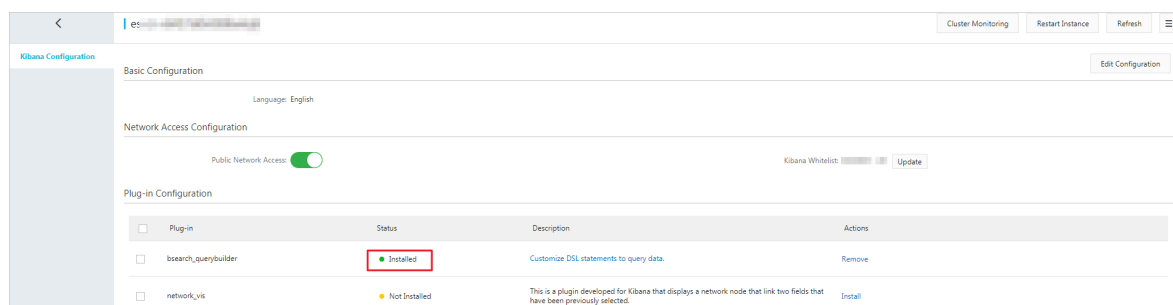 es-
Cluster Monitoring Restart Instance Refresh
Kibana Configuration
Basic Configuration
Edit Configuration
Language: English
Network Access Configuration
Public Network Access:
Kibana Whitelist: Update
Plug-in Configuration
Plug-in Status Description Actions
bsearch_querybuilder Installed Customize DSL statements to query data. Remove
network_vis Not Installed This is a plugin developed for Kibana that displays a network node that link two fields that Install
have been previously selected.